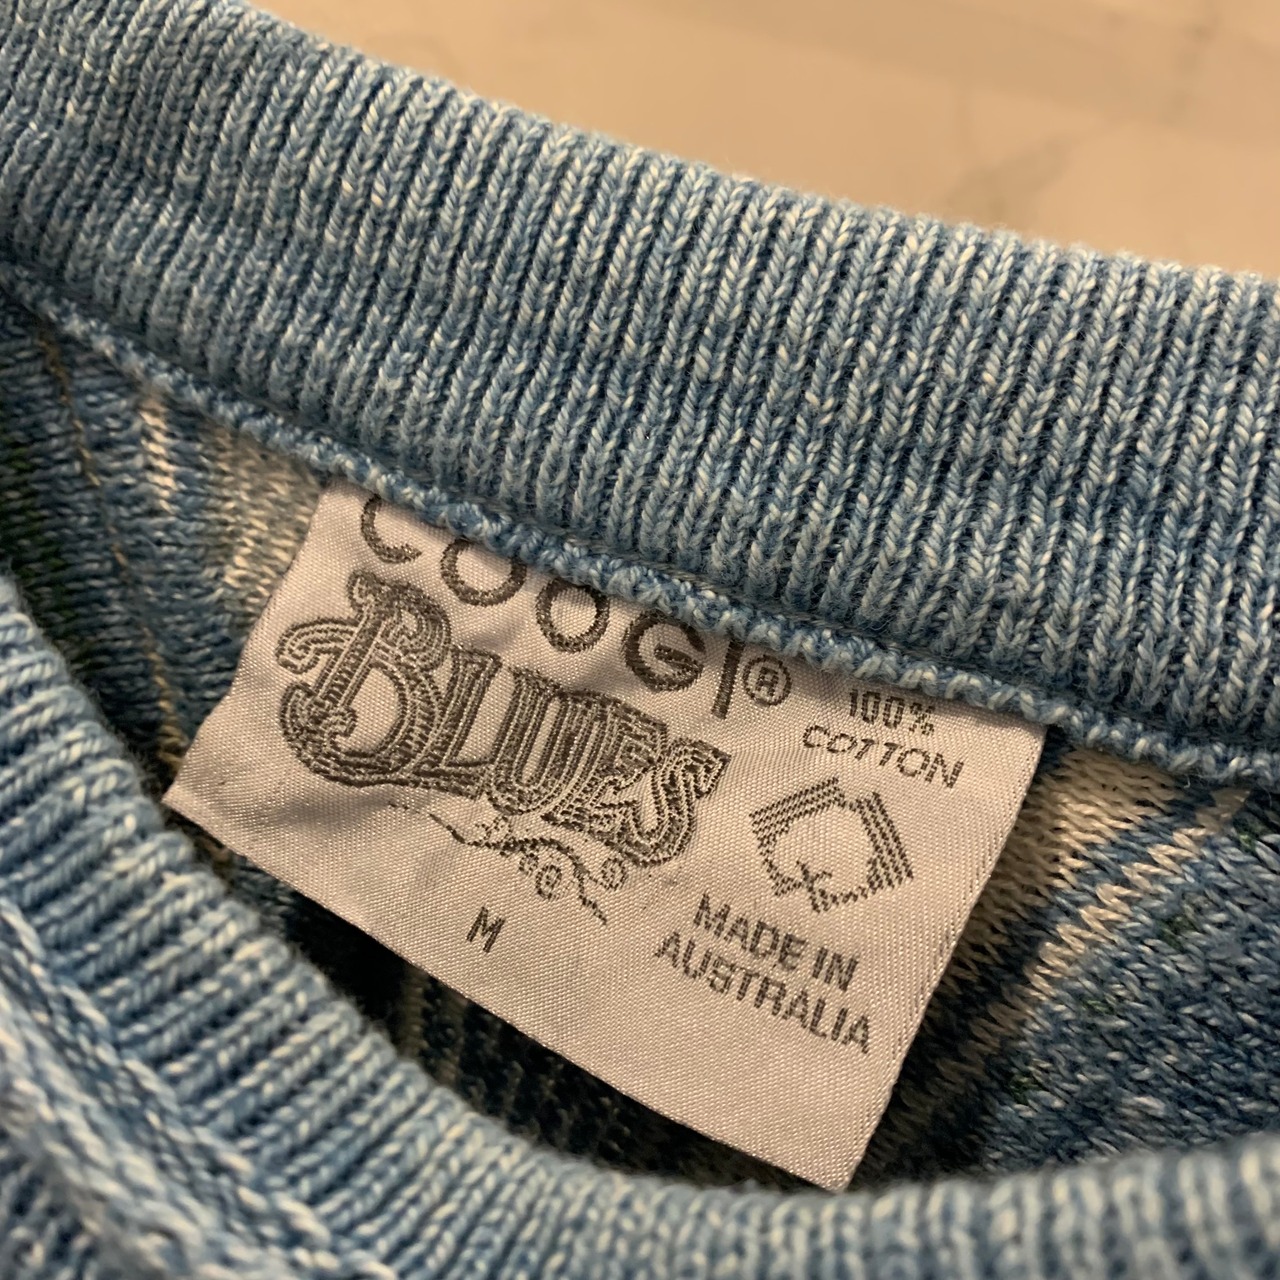 COOGI®
BLUES
M
100%
COTTON
MADE IN
AUSTRALIA